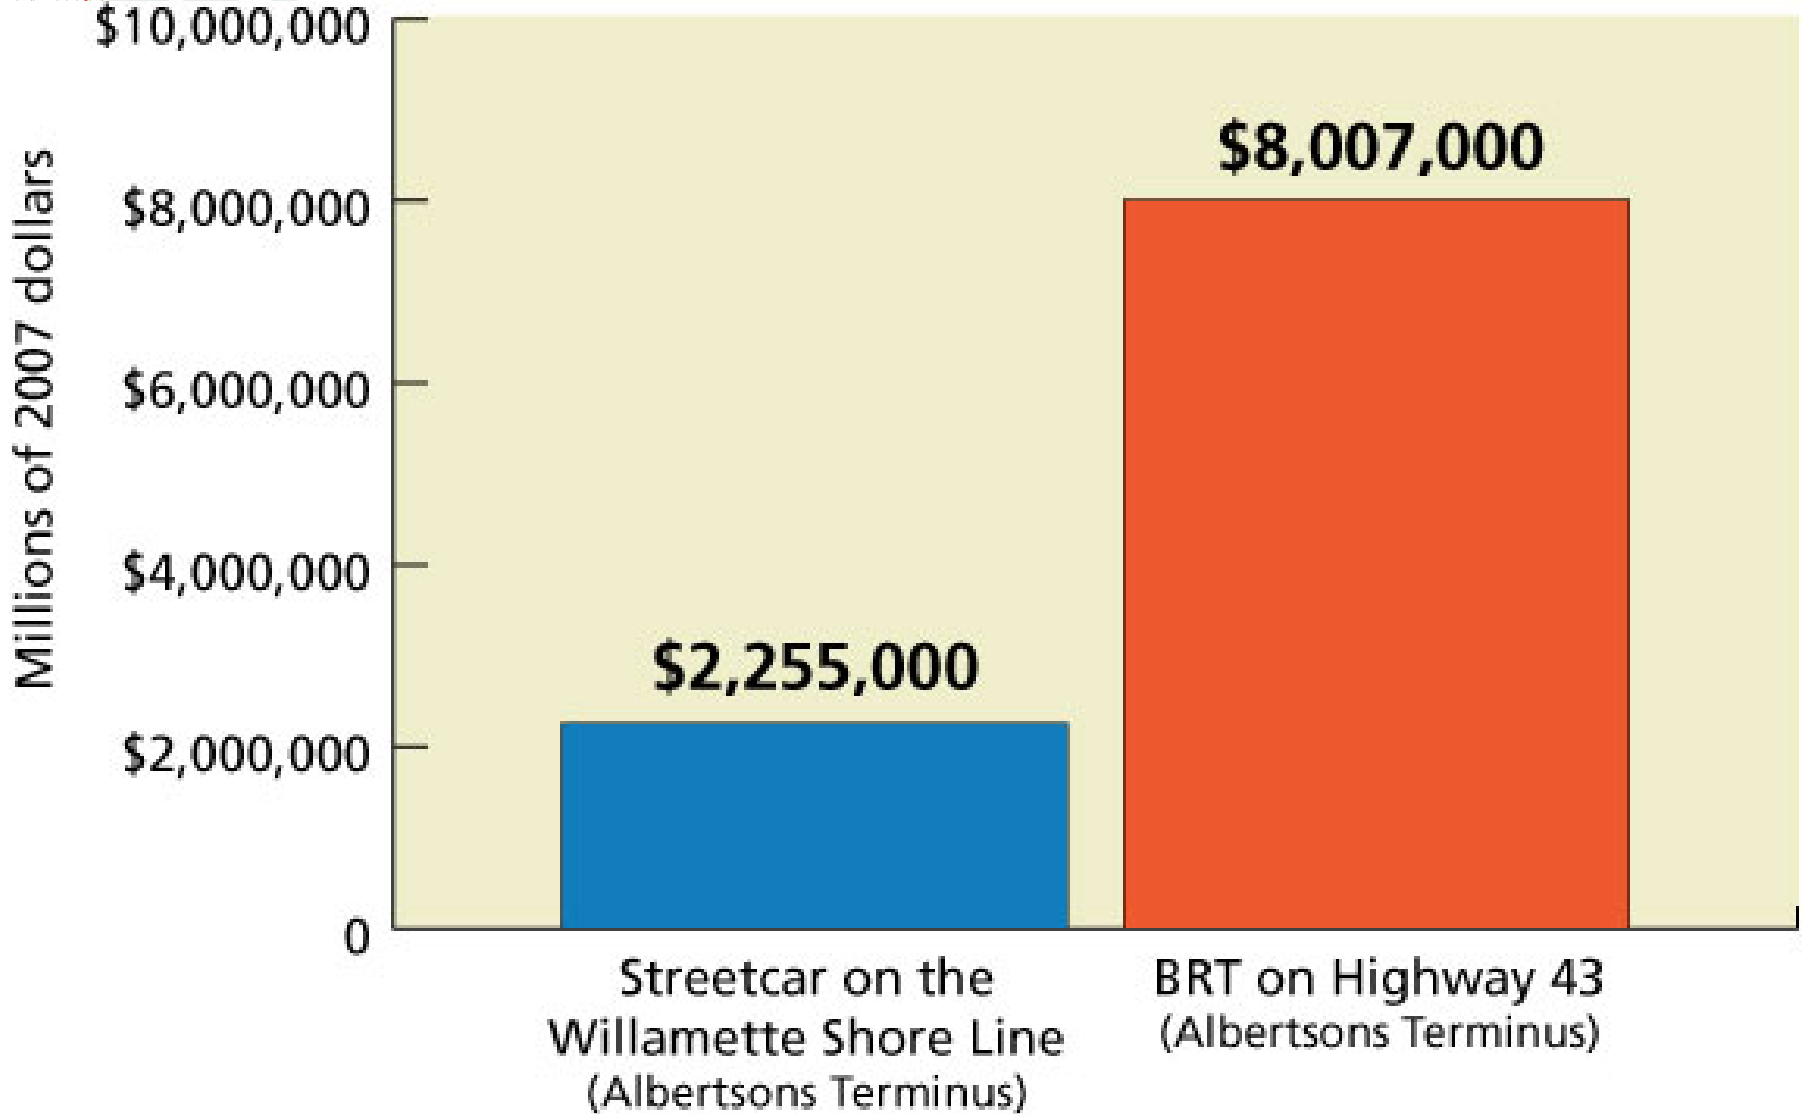 $10,000,000
$8,007,000
$8,000,000
Millions of 2007 dollars
$6,000,000
$4,000,000
$2,255,000
$2,000,000
0
Streetcar on the
Willamette Shore Line
(Albertsons Terminus)
BRT on Highway 43
(Albertsons Terminus)